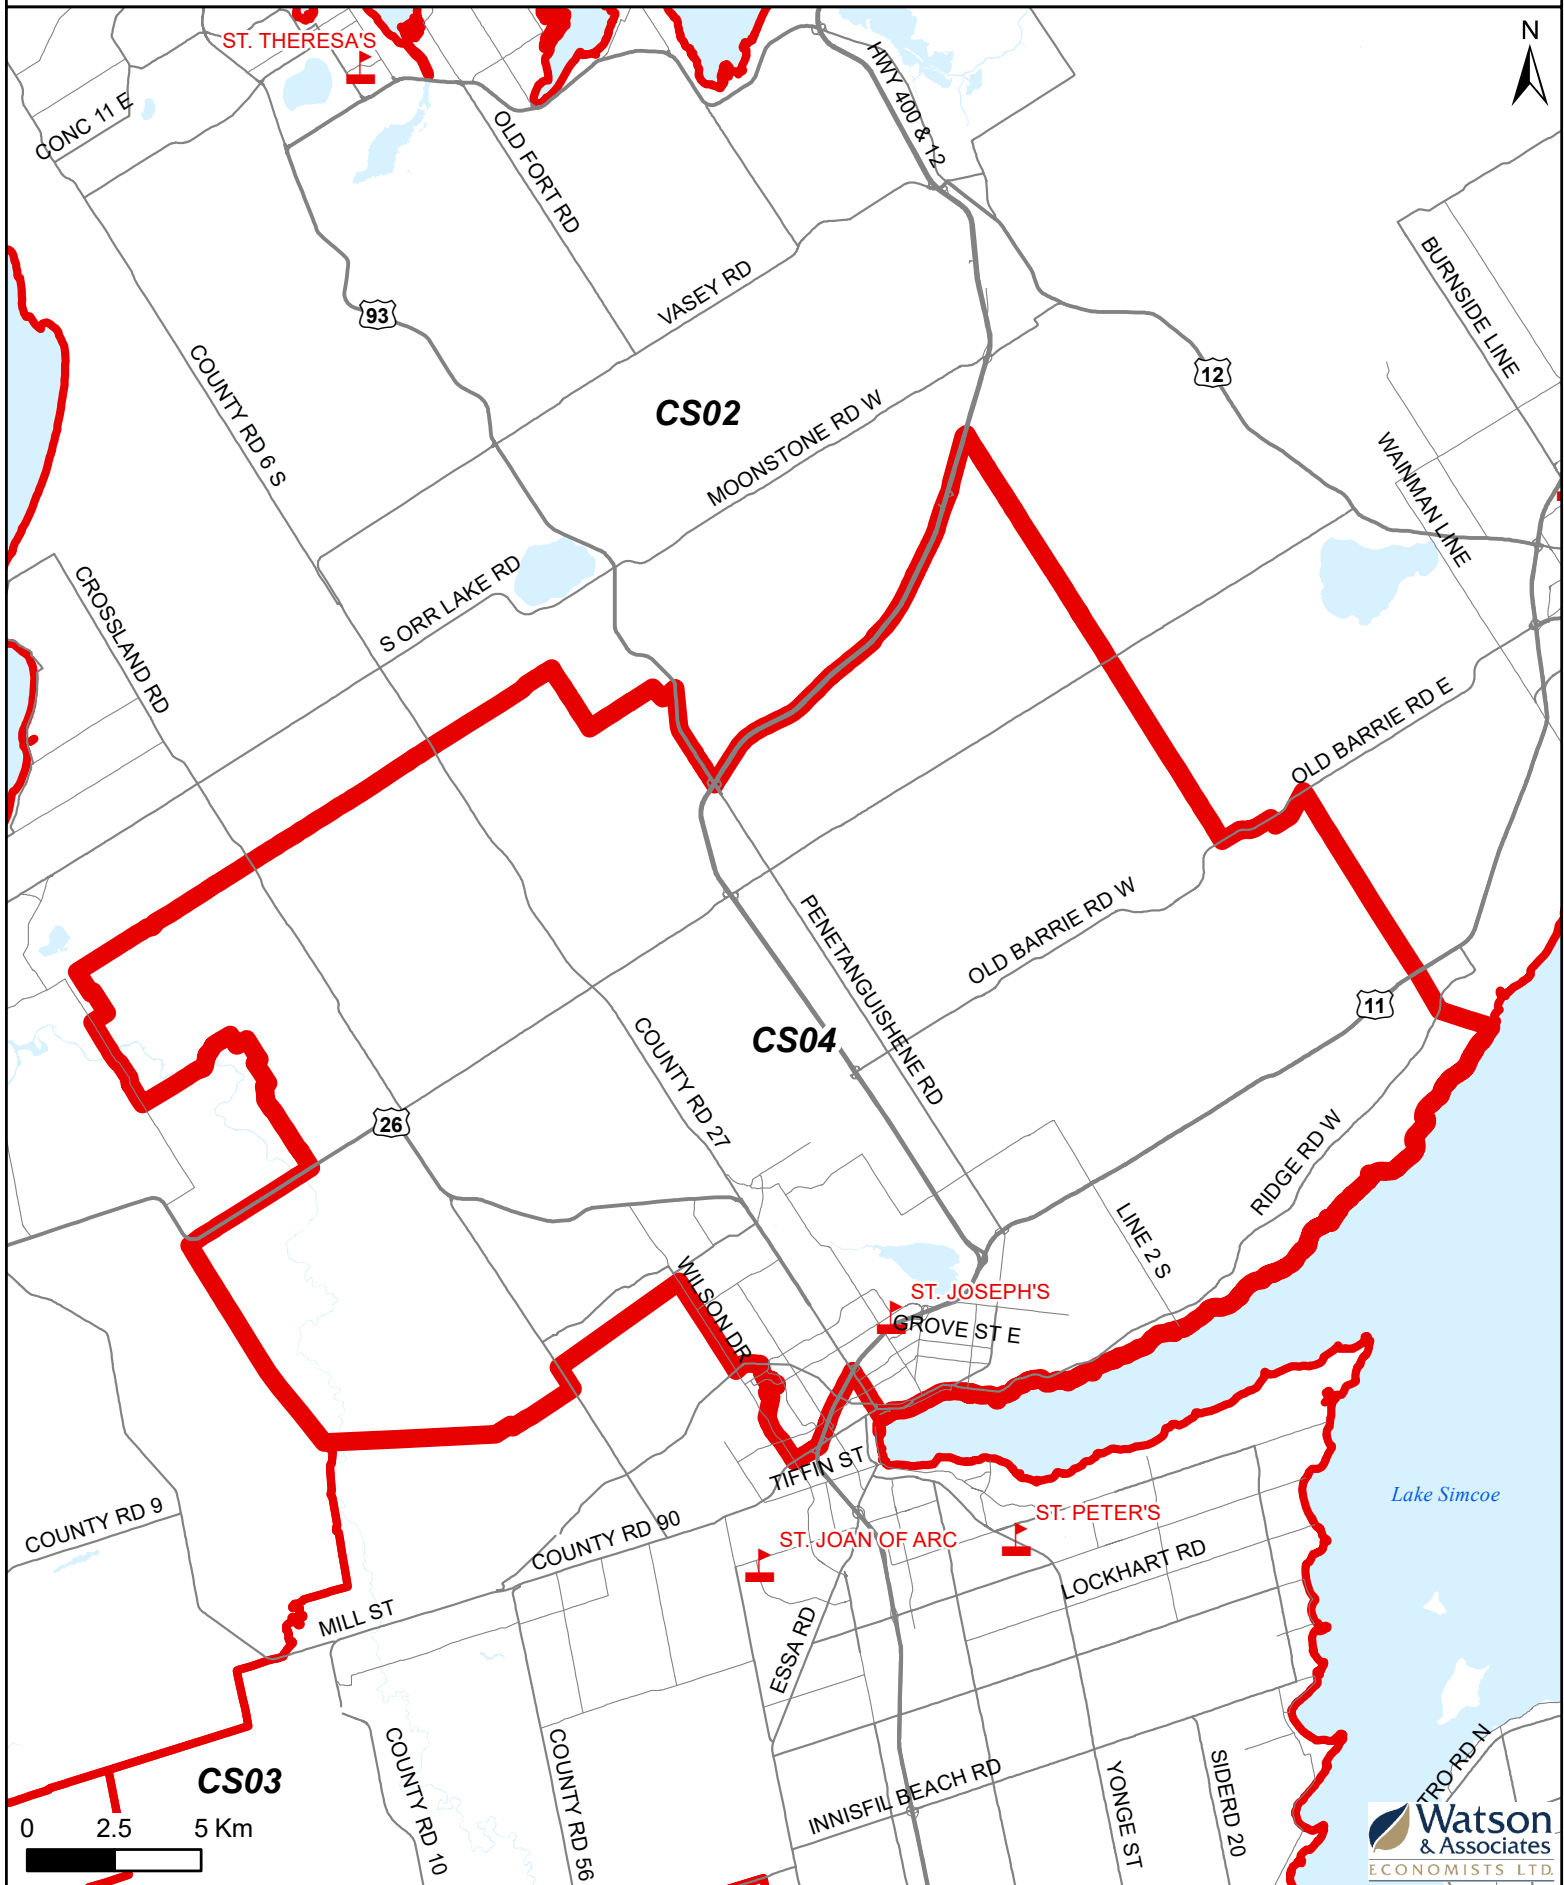 N
ST. THERESA'S
HWY 400 & 12
CONC 11 E
OLD FORT RD
BURNSIDE LINE
VASEY RD
93
COUNTY RD 6 S
12
CS02
MOONSTONE RD W
WAINMAN LINE
S ORR LAKE RD
CROSSLAND RD
OLD BARRIE RD E
PENETANGUISHENE RD
OLD BARRIE RD W
11
CS04
COUNTY RD 27
26
RIDGE RD W
LINE 2 S
WILSON DR
ST. JOSEPH'S
GROVE ST E
TIFFIN ST
Lake Simcoe
COUNTY RD 9
COUNTY RD 90
ST. PETER'S
ST. JOAN OF ARC
LOCKHART RD
MILL ST
ESSA RD
CS03
COUNTY RD 10
COUNTY RD 56
INNISFIL BEACH RD
YONGE ST
SIDERD 20
TRO RD N
0 2.5 5 Km
Watson
& Associates
ECONOMISTS LTD.